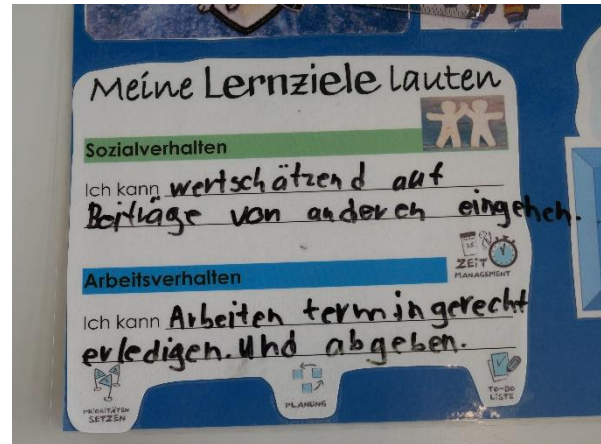 Meine Lernziele lauten
Sozialverhalten
Ich kann wertschätzend auf
Beiträge von anderen eingehen.
ZEIT
MANAGEMENT
Arbeitsverhalten
Ich kann Arbeiten termingerecht
erledigen. Und abgeben.
PRIORITÄTEN
SETZEN
PLANUNG
TO-DO
LISTE